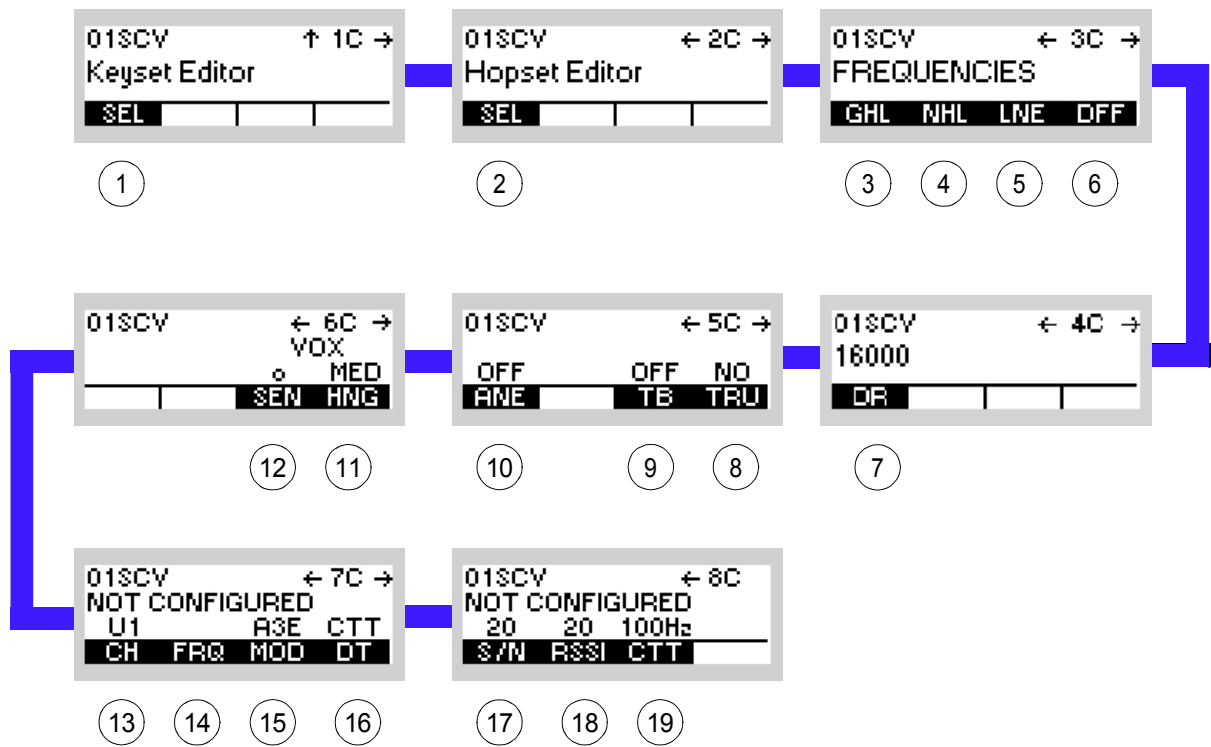 01SCV ↑ 1C →
Keyset Editor
SEL
1
01SCV ← 2C →
Hopset Editor
SEL
2
01SCV ← 3C →
FREQUENCIES
GHL NHL LNE DFF
3 4 5 6
01SCV ← 6C →
VOX
o MED
SEN HNG
12 11
01SCV ← 5C →
OFF OFF NO
ANE TB TRU
10 9 8
01SCV ← 4C →
16000
DR
7
01SCV ← 7C →
NOT CONFIGURED
U1 A3E CTT
CH FRQ MOD DT
13 14 15 16
01SCV ← 8C
NOT CONFIGURED
20 20 100Hz
S/N RSSI CTT
17 18 19